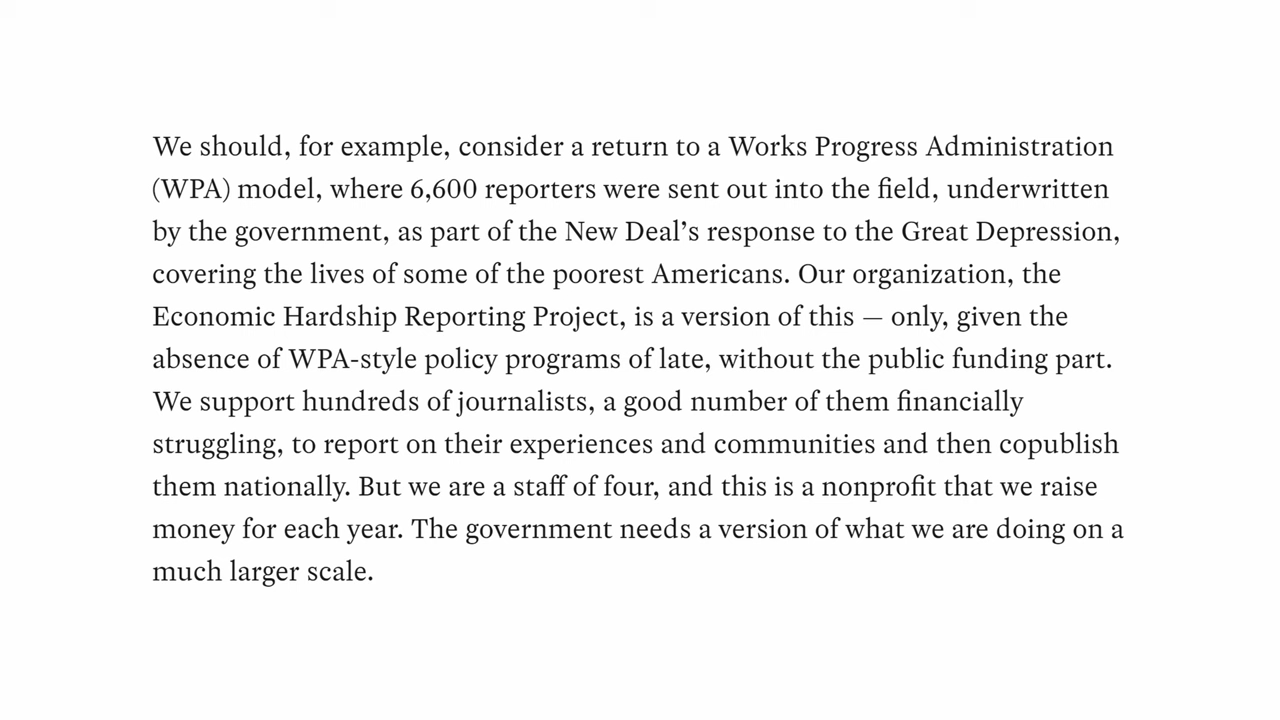 We should, for example, consider a return to a Works Progress Administration
(WPA) model, where 6,600 reporters were sent out into the field, underwritten
by the government, as part of the New Deal’s response to the Great Depression,
covering the lives of some of the poorest Americans. Our organization, the
Economic Hardship Reporting Project, is a version of this — only, given the
absence of WPA-style policy programs of late, without the public funding part.
We support hundreds of journalists, a good number of them financially
struggling, to report on their experiences and communities and then copublish
them nationally. But we are a staff of four, and this is a nonprofit that we raise
money for each year. The government needs a version of what we are doing on a
much larger scale.